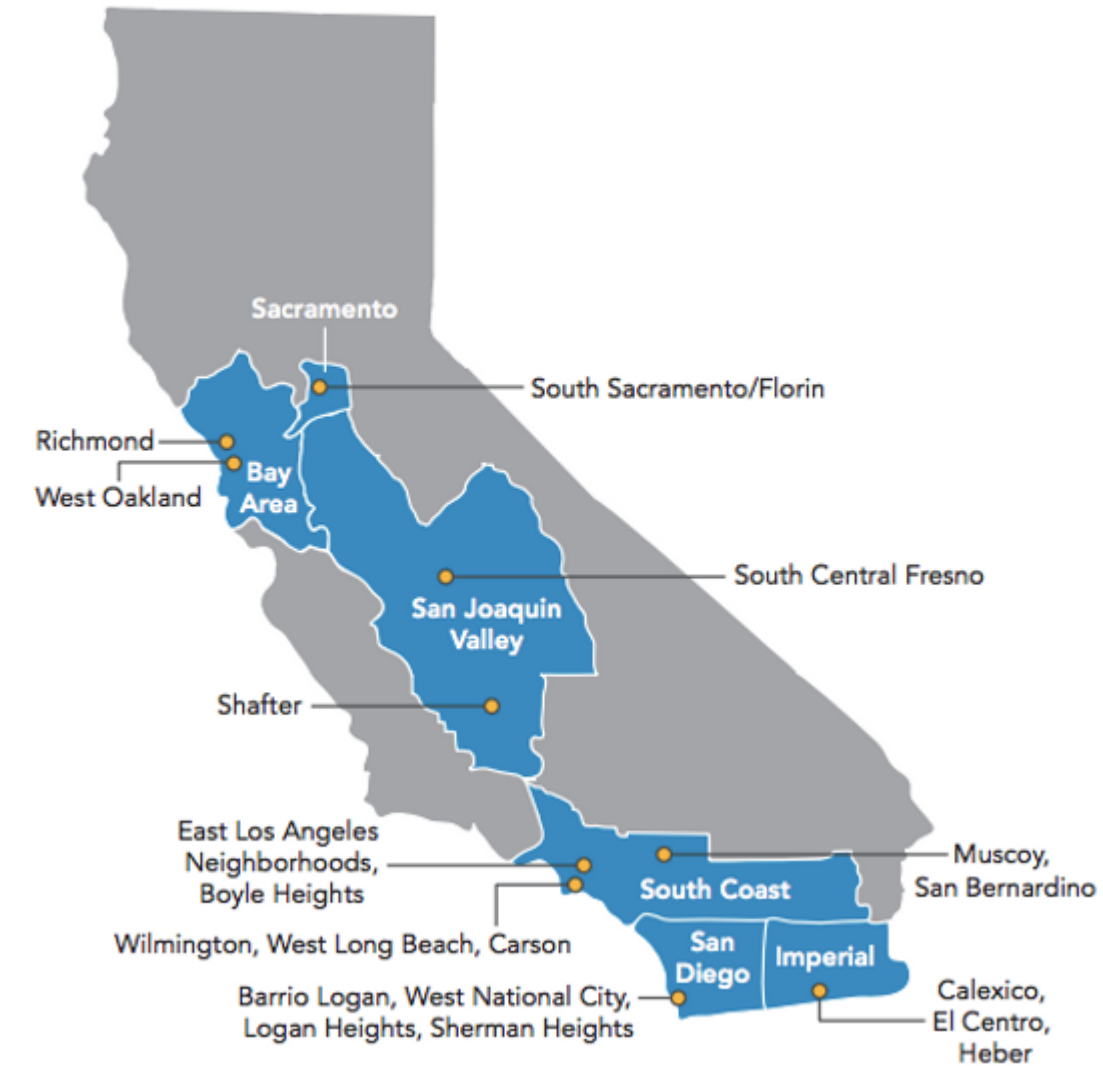 Sacramento
South Sacramento/Florin
Richmond
Bay
Area
West Oakland
South Central Fresno
San Joaquin
Valley
Shafter
East Los Angeles
Neighborhoods,
Boyle Heights
Muscoy,
San Bernardino
South Coast
Wilmington, West Long Beach, Carson
San
Diego
Imperial
Barrio Logan, West National City,
Logan Heights, Sherman Heights
Calexico,
El Centro,
Heber